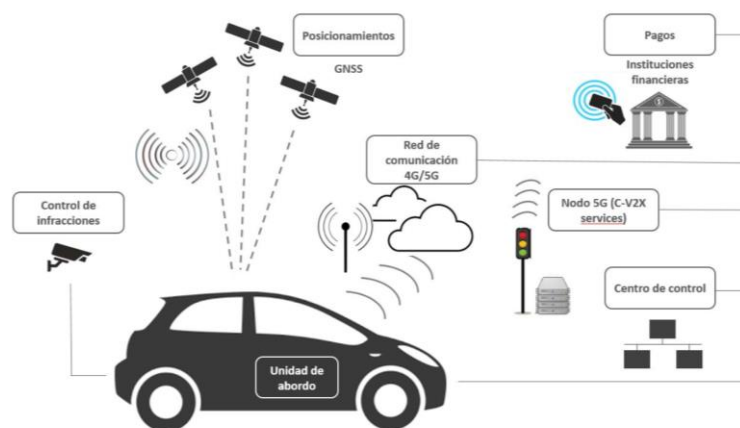 Posicionamientos
GNSS
Pagos
Instituciones
financieras
Red de
comunicación
4G/5G
Control de
infracciones
Nodo 5G (C-V2X
services)
Centro de control
Unidad de
abordo